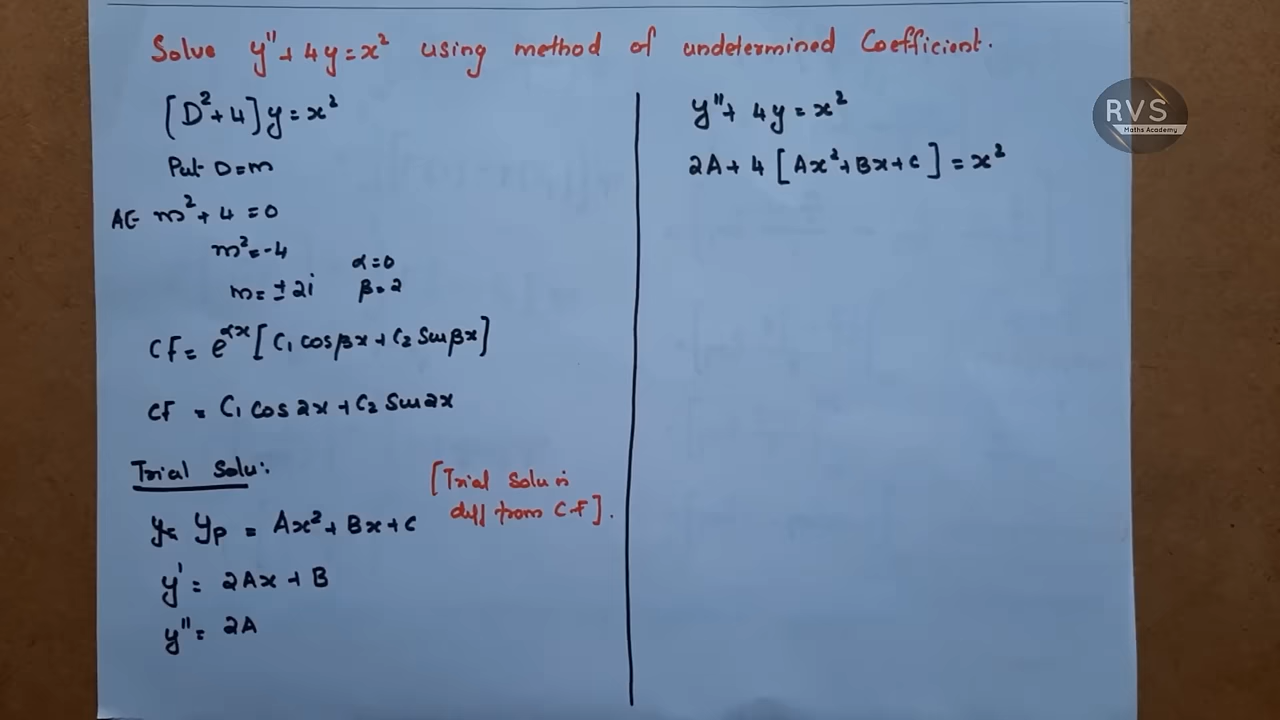 Solve y'' + 4y = x² using method of undetermined Coefficient.
[D² + 4] y = x²
Put D = m
AE m² + 4 = 0
m² = -4
m = ± 2i
α = 0
β = 2
CF = e^αx [C₁ cos βx + C₂ Sin βx]
CF = C₁ cos 2x + C₂ Sin 2x
Trial Solu:
[Trial Solu is
diff from C.F].
y = yp = Ax² + Bx + C
y' = 2Ax + B
y'' = 2A
y'' + 4y = x²
2A + 4 [Ax² + Bx + C] = x²
RVS
Maths Academy